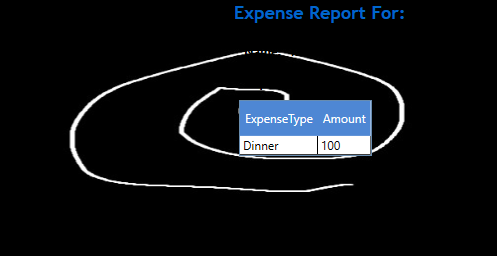 Expense Report For:
ExpenseType Amount
Dinner 100